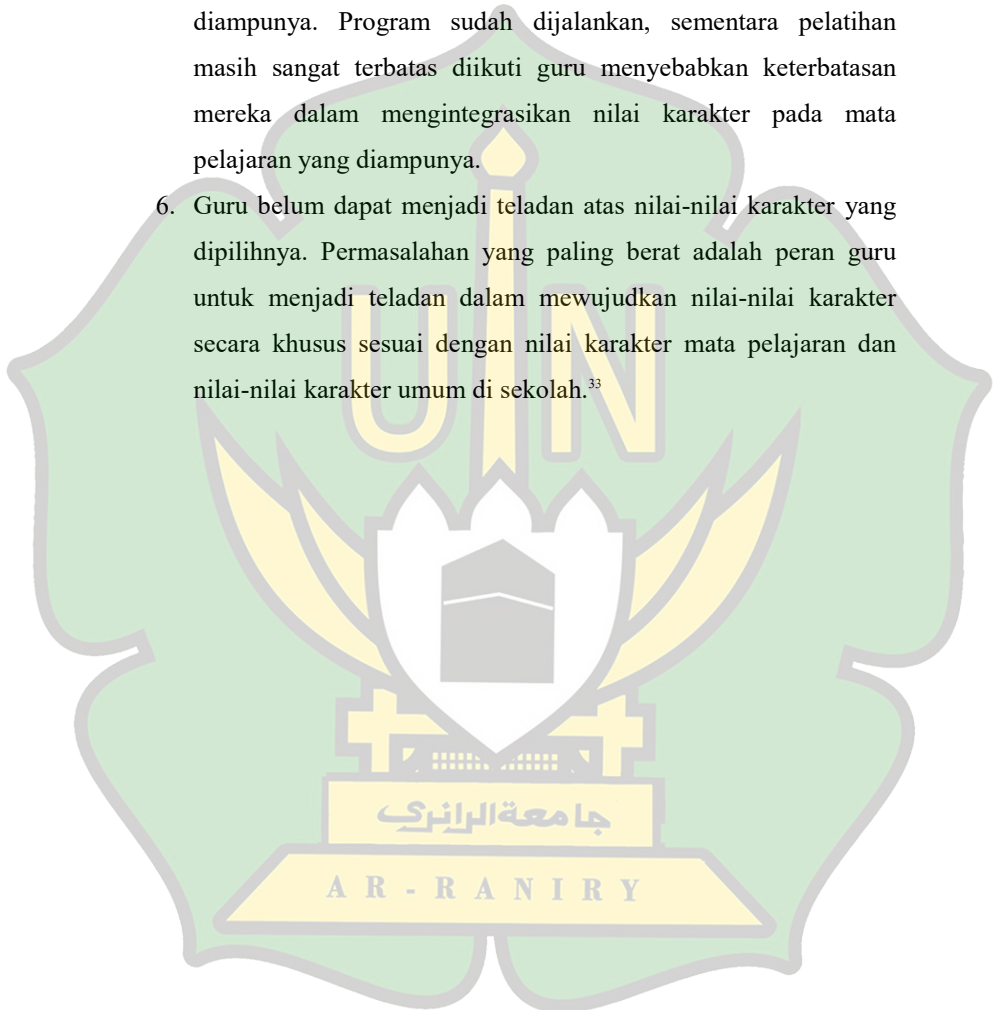 diampunya. Program sudah dijalankan, sementara pelatihan
masih sangat terbatas diikuti guru menyebabkan keterbatasan
mereka dalam mengintegrasikan nilai karakter pada mata
pelajaran yang diampunya.
6. Guru belum dapat menjadi teladan atas nilai-nilai karakter yang
dipilihnya. Permasalahan yang paling berat adalah peran guru
untuk menjadi teladan dalam mewujudkan nilai-nilai karakter
secara khusus sesuai dengan nilai karakter mata pelajaran dan
nilai-nilai karakter umum di sekolah.³³
UIN
جامعة الرانري
AR-RANIRY